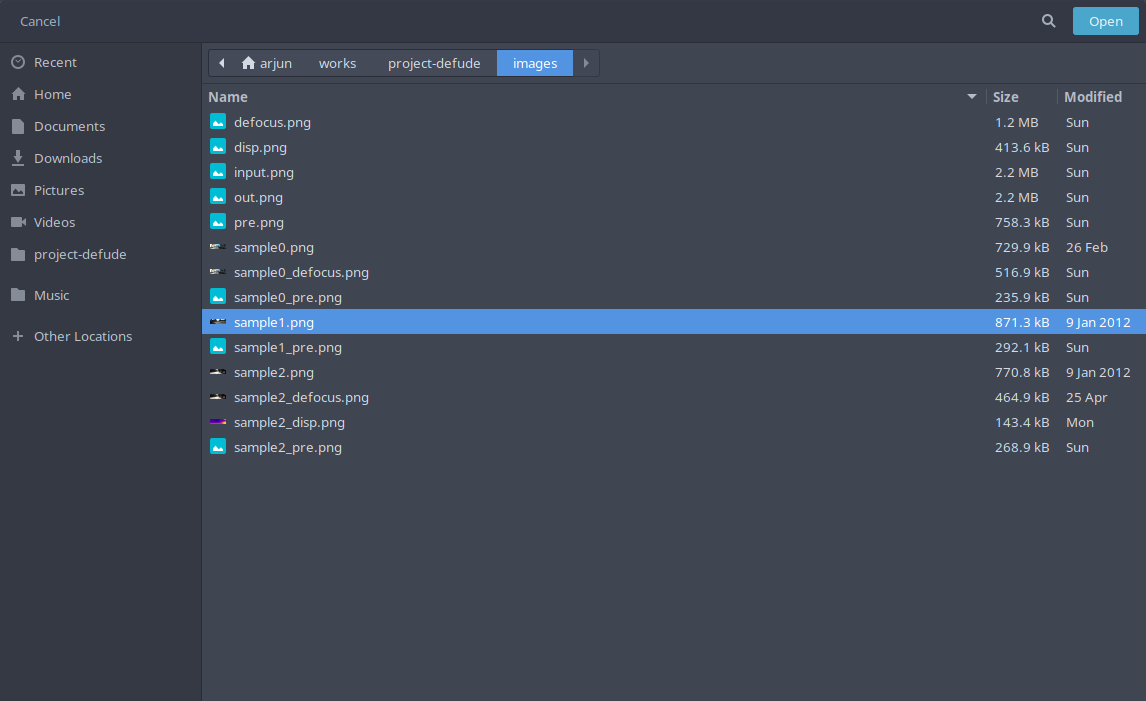 Cancel Open
Recent
Home
Documents
Downloads
Pictures
Videos
project-defude
Music
Other Locations
arjun works project-defude images
Name Size Modified
defocus.png 1.2 MB Sun
disp.png 413.6 kB Sun
input.png 2.2 MB Sun
out.png 2.2 MB Sun
pre.png 758.3 kB Sun
sample0.png 729.9 kB 26 Feb
sample0_defocus.png 516.9 kB Sun
sample0_pre.png 235.9 kB Sun
sample1.png 871.3 kB 9 Jan 2012
sample1_pre.png 292.1 kB Sun
sample2.png 770.8 kB 9 Jan 2012
sample2_defocus.png 464.9 kB 25 Apr
sample2_disp.png 143.4 kB Mon
sample2_pre.png 268.9 kB Sun